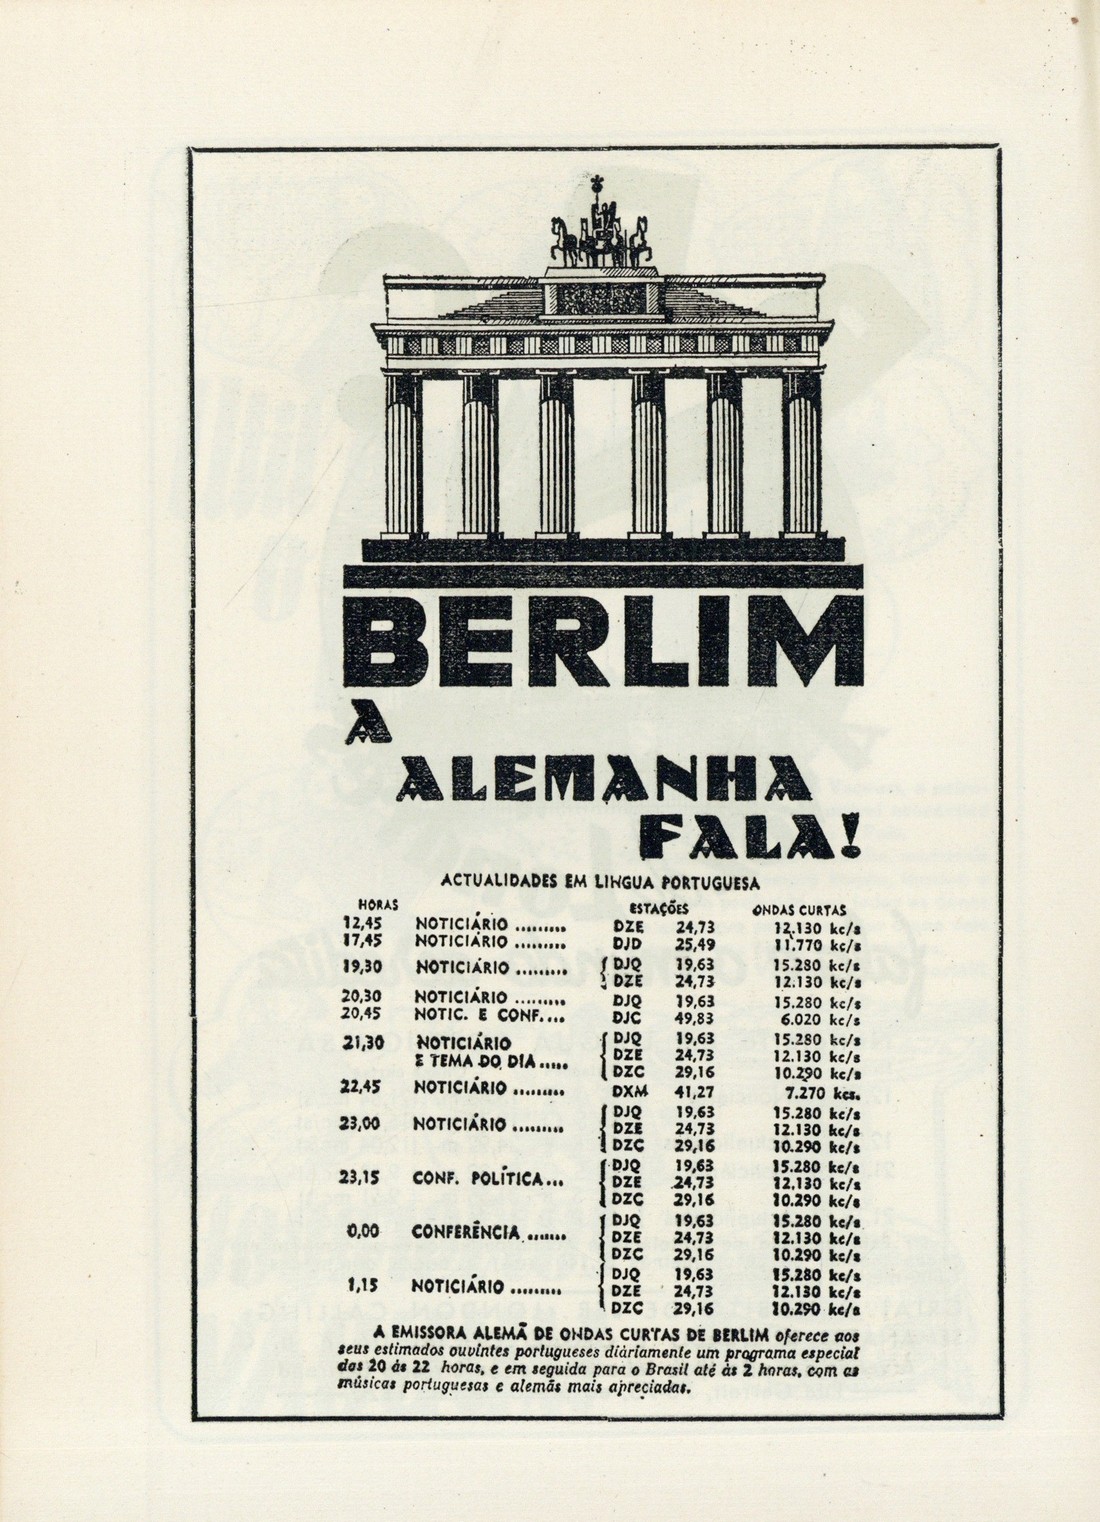 BERLIM
A
ALEMANHA
FALA!
ACTUALIDADES EM LINGUA PORTUGUESA
HORAS ESTAÇÕES ONDAS CURTAS
12,45 NOTICIÁRIO ......... DZE 24,73 12.130 kc/s
17,45 NOTICIÁRIO ......... DJD 25,49 11.770 kc/s
19,30 NOTICIÁRIO ......... DJQ 19,63 15.280 kc/s
DZE 24,73 12.130 kc/s
20,30 NOTICIÁRIO ......... DJQ 19,63 15.280 kc/s
20,45 NOTIC. E CONF.... DJC 49,83 6.020 kc/s
21,30 NOTICIÁRIO DJQ 19,63 15.280 kc/s
E TEMA DO DIA..... DZE 24,73 12.130 kc/s
DZC 29,16 10.290 kc/s
22,45 NOTICIÁRIO ......... DXM 41,27 7.270 kcs.
DJQ 19,63 15.280 kc/s
23,00 NOTICIÁRIO ......... DZE 24,73 12.130 kc/s
DZC 29,16 10.290 kc/s
DJQ 19,63 15.280 kc/s
23,15 CONF. POLÍTICA... DZE 24,73 12.130 kc/s
DZC 29,16 10.290 kc/s
DJQ 19,63 15.280 kc/s
0,00 CONFERÊNCIA ....... DZE 24,73 12.130 kc/s
DZC 29,16 10.290 kc/s
DJQ 19,63 15.280 kc/s
1,15 NOTICIÁRIO ......... DZE 24,73 12.130 kc/s
DZC 29,16 10.290 kc/s
A EMISSORA ALEMÃ DE ONDAS CURTAS DE BERLIM oferece aos
seus estimados ouvintes portugueses diáriamente um programa especial
das 20 ás 22 horas, e em seguida para o Brasil até ás 2 horas, com as
músicas portuguesas e alemãs mais apreciadas.